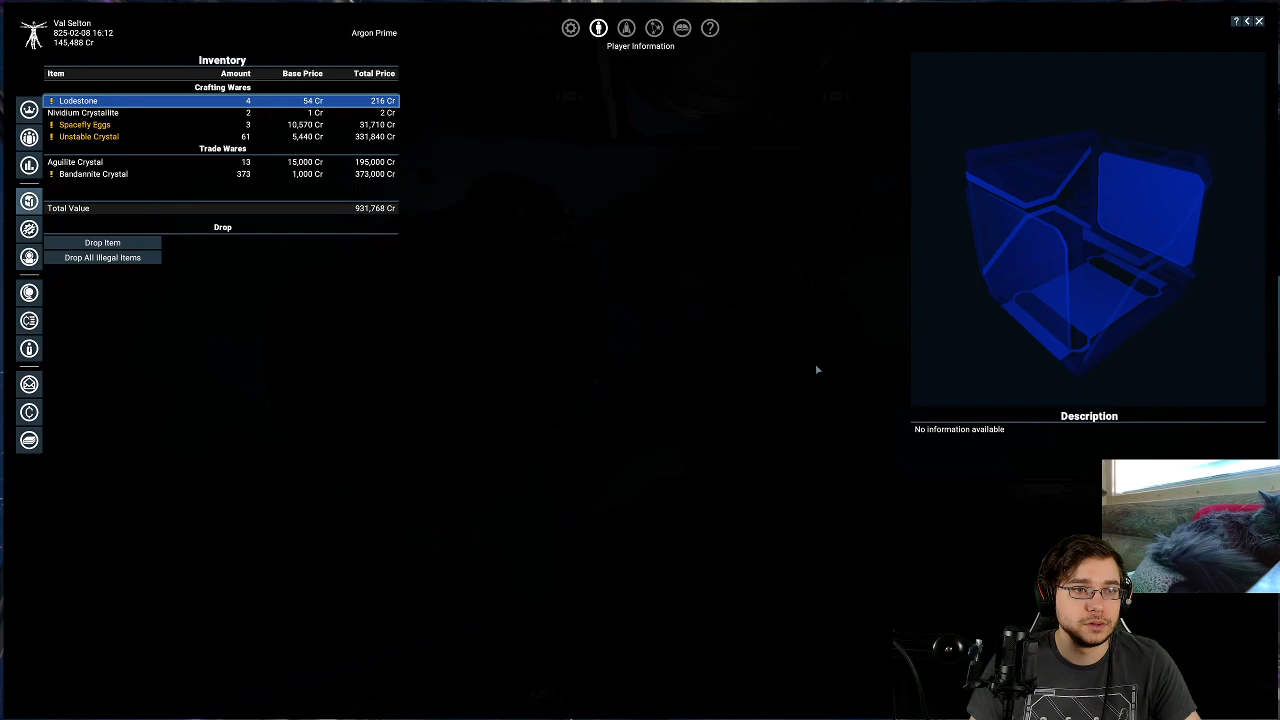 Val Selton
825-02-08 16:12
145,488 Cr
Argon Prime
?
Player Information
?
Inventory
Item Amount Base Price Total Price
Crafting Wares
! Lodestone 4 54 Cr 216 Cr
Nividium Crystallite 2 1 Cr 2 Cr
! Spacefly Eggs 3 10,570 Cr 31,710 Cr
! Unstable Crystal 61 5,440 Cr 331,840 Cr
Trade Wares
Aguilite Crystal 13 15,000 Cr 195,000 Cr
! Bandannite Crystal 373 1,000 Cr 373,000 Cr
Total Value 931,768 Cr
Drop
Drop Item
Drop All Illegal Items
Description
No information available